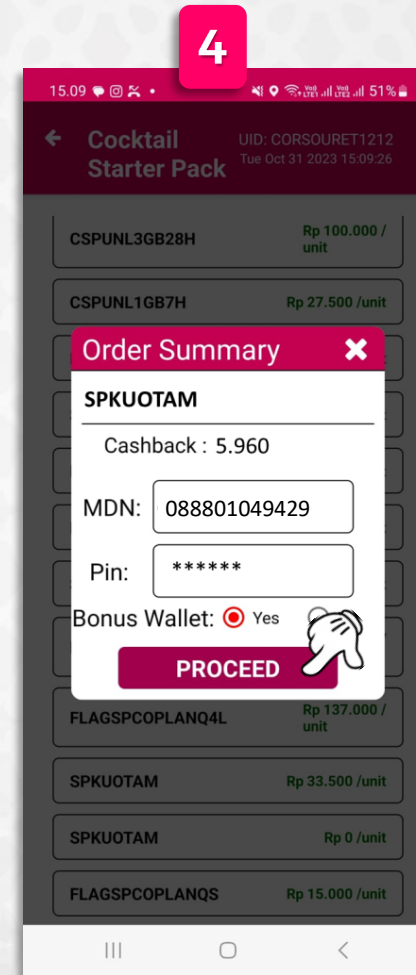 4
15.09 51%
Cocktail
Starter Pack
UID: CORSOURET1212
Tue Oct 31 2023 15:09:26
CSPUNL3GB28H
Rp 100.000 /
unit
CSPUNL1GB7H Rp 27.500 /unit
Order Summary
SPKUOTAM
Cashback : 5.960
MDN: 088801049429
Pin: ******
Bonus Wallet: Yes
PROCEED
FLAGSPCOPLANQ4L
Rp 137.000 /
unit
SPKUOTAM Rp 33.500 /unit
SPKUOTAM Rp 0 /unit
FLAGSPCOPLANQS Rp 15.000 /unit